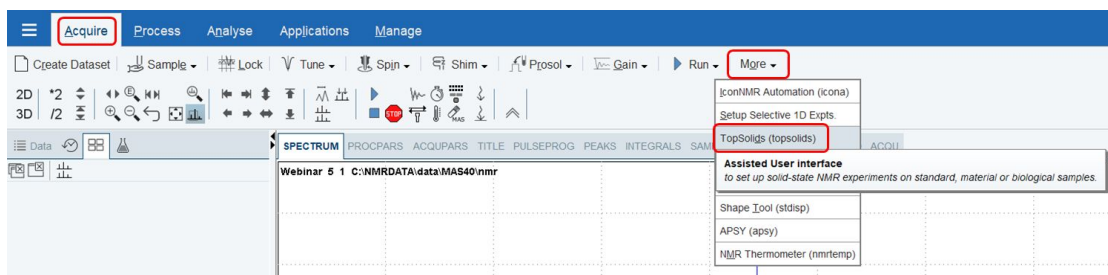 Acquire Process Analyse Applications Manage
Create Dataset Sample Lock Tune Spin Shim Prosol Gain Run More
2D *2
3D /2
MAS
STOP
IconNMR Automation (icona)
Setup Selective 1D Expts.
TopSolids (topsolids)
Data
SPECTRUM PROCPARS ACQUPARS TITLE PULSEPROG PEAKS INTEGRALS SAM ACQU
Assisted User interface
to set up solid-state NMR experiments on standard, material or biological samples.
Webinar 5 1 C:\NMRDATA\data\MAS40\nmr
Shape Tool (stdisp)
APSY (apsy)
NMR Thermometer (nmrtemp)